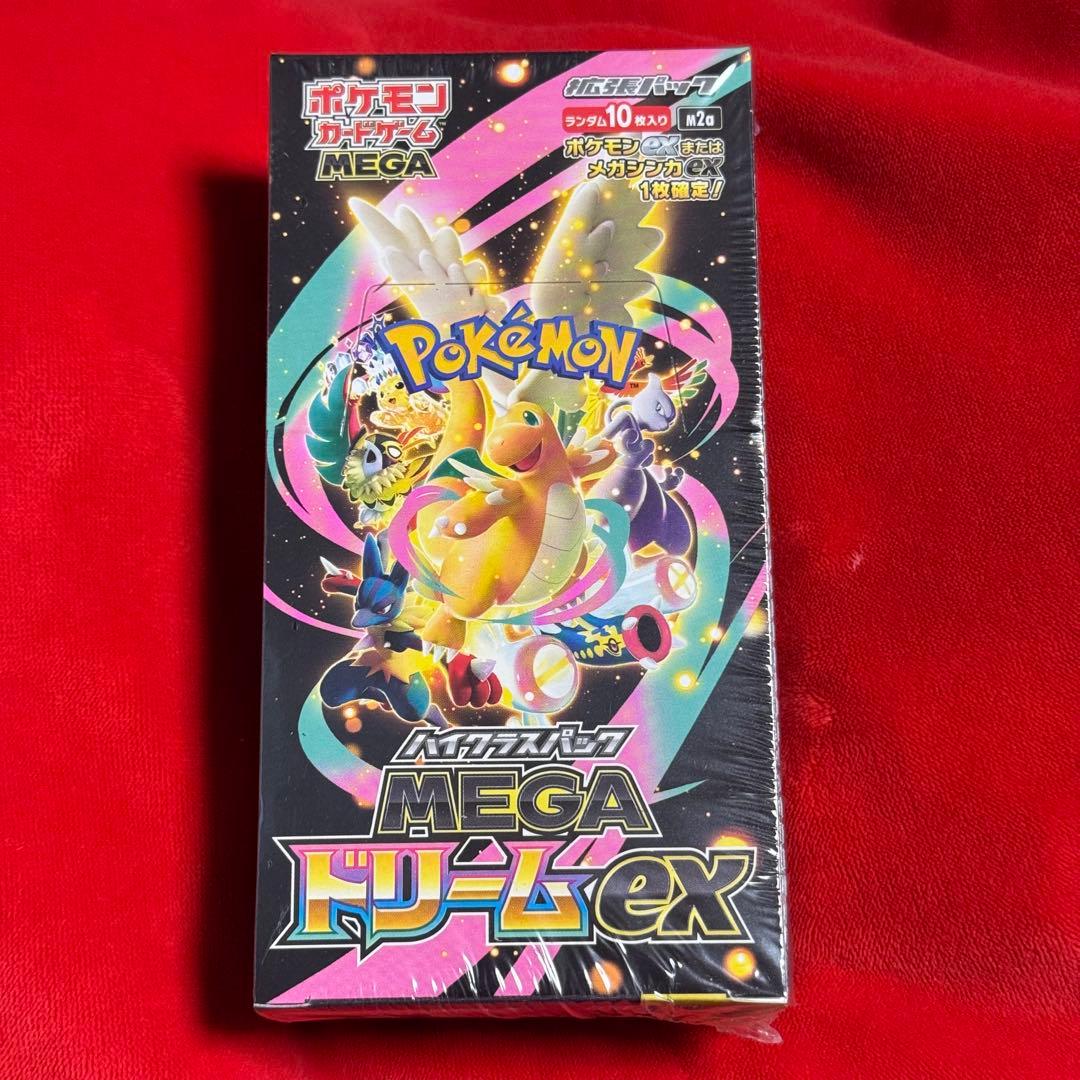 ポケモン
カードゲーム™
MEGA
拡張パック
ランダム10枚入り M2a
ポケモンexまたは
メガシンカex
1枚確定!
POKéMON™
ハイクラスパック
MEGA
ドリームex